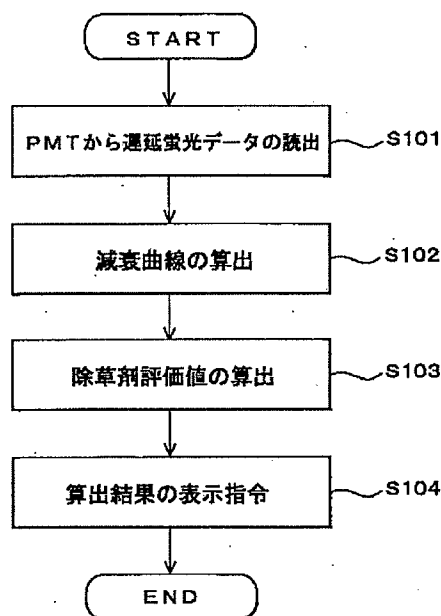 START
PMTから遅延蛍光データの読出
S101
減衰曲線の算出
S102
除草剤評価値の算出
S103
算出結果の表示指令
S104
END